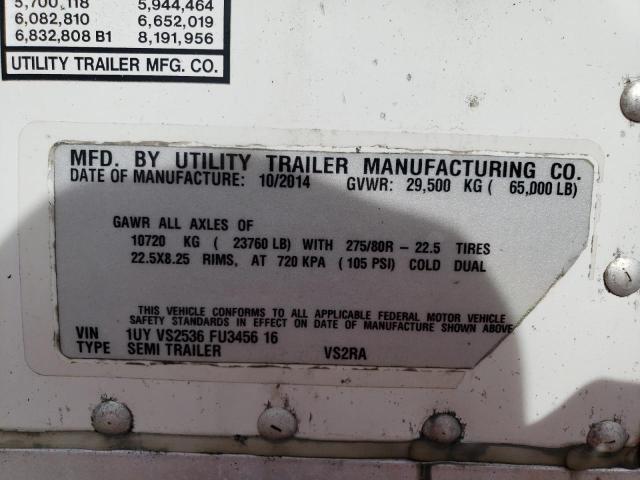 5,700,118 5,944,464
6,082,810 6,652,019
6,832,808 B1 8,191,956
UTILITY TRAILER MFG. CO.
MFD. BY UTILITY TRAILER MANUFACTURING CO.
DATE OF MANUFACTURE: 10/2014 GVWR: 29,500 KG ( 65,000 LB)
GAWR ALL AXLES OF
10720 KG ( 23760 LB) WITH 275/80R - 22.5 TIRES
22.5X8.25 RIMS, AT 720 KPA ( 105 PSI) COLD DUAL
THIS VEHICLE CONFORMS TO ALL APPLICABLE FEDERAL MOTOR VEHICLE
SAFETY STANDARDS IN EFFECT ON DATE OF MANUFACTURE SHOWN ABOVE
VIN 1UY VS2536 FU3456 16
TYPE SEMI TRAILER VS2RA